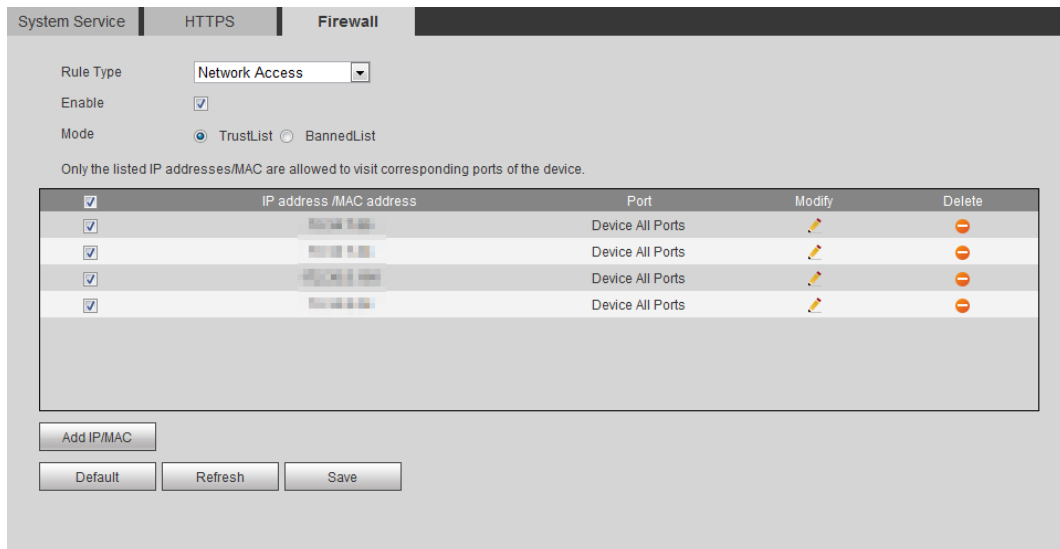 System Service HTTPS Firewall
Rule Type Network Access
Enable
Mode TrustList BannedList
Only the listed IP addresses/MAC are allowed to visit corresponding ports of the device.
IP address /MAC address Port Modify Delete
Device All Ports
Device All Ports
Device All Ports
Device All Ports
Add IP/MAC
Default Refresh Save